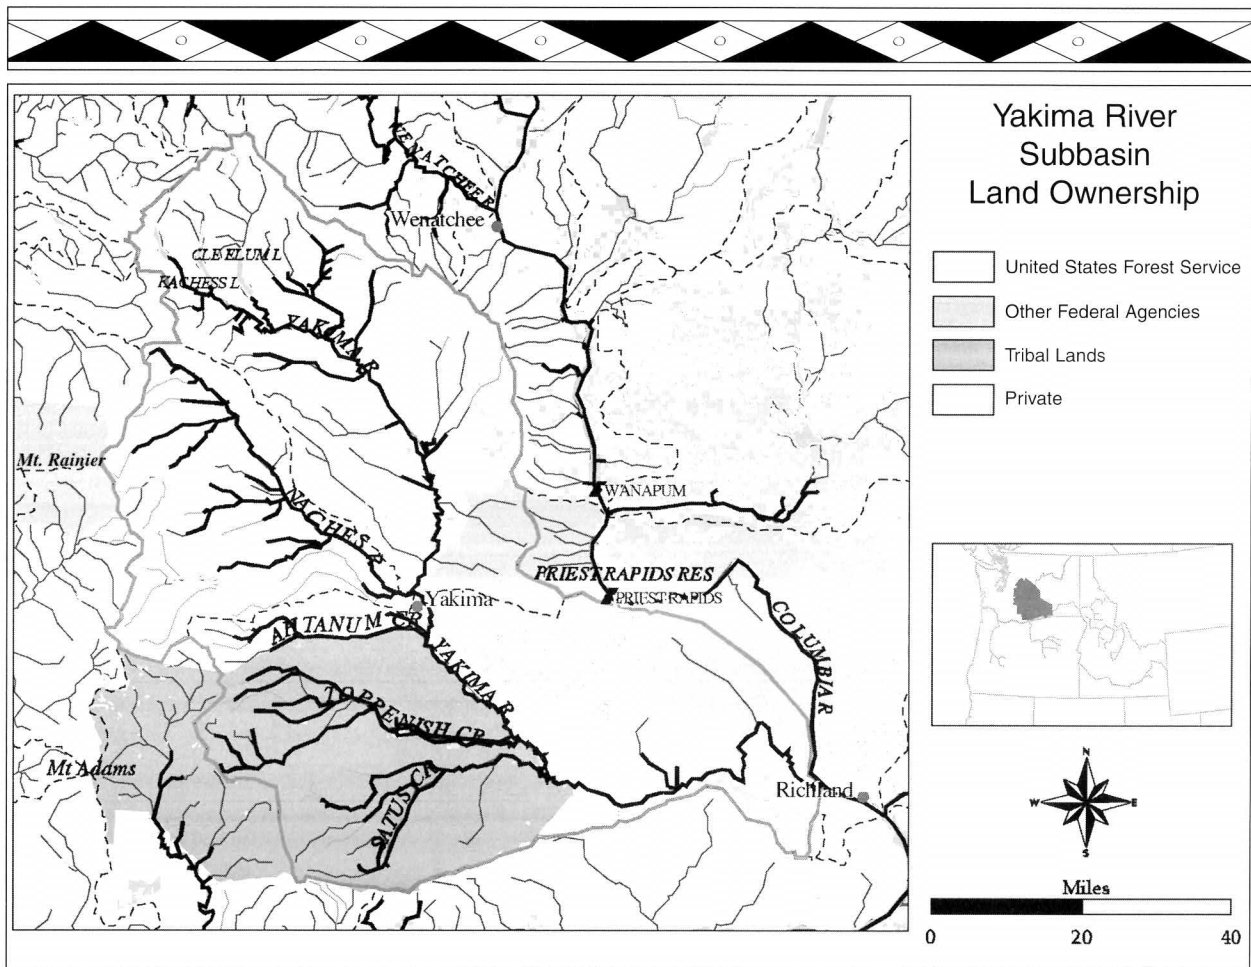 Yakima River
Subbasin
Land Ownership
United States Forest Service
Other Federal Agencies
Tribal Lands
Private
WENATCHEE R
Wenatchee
CLE ELUM L
KACHESS L
YAKIMA R
Mt. Rainier
NACHES R
WANAPUM
PRIEST RAPIDS RES
PRIEST RAPIDS
Yakima
AHTANUM CR
COLUMBIA R
YAKIMA R
TOPPENISH CR
Mt Adams
SATUS CR
Richland
N
W
E
S
Miles
0
20
40